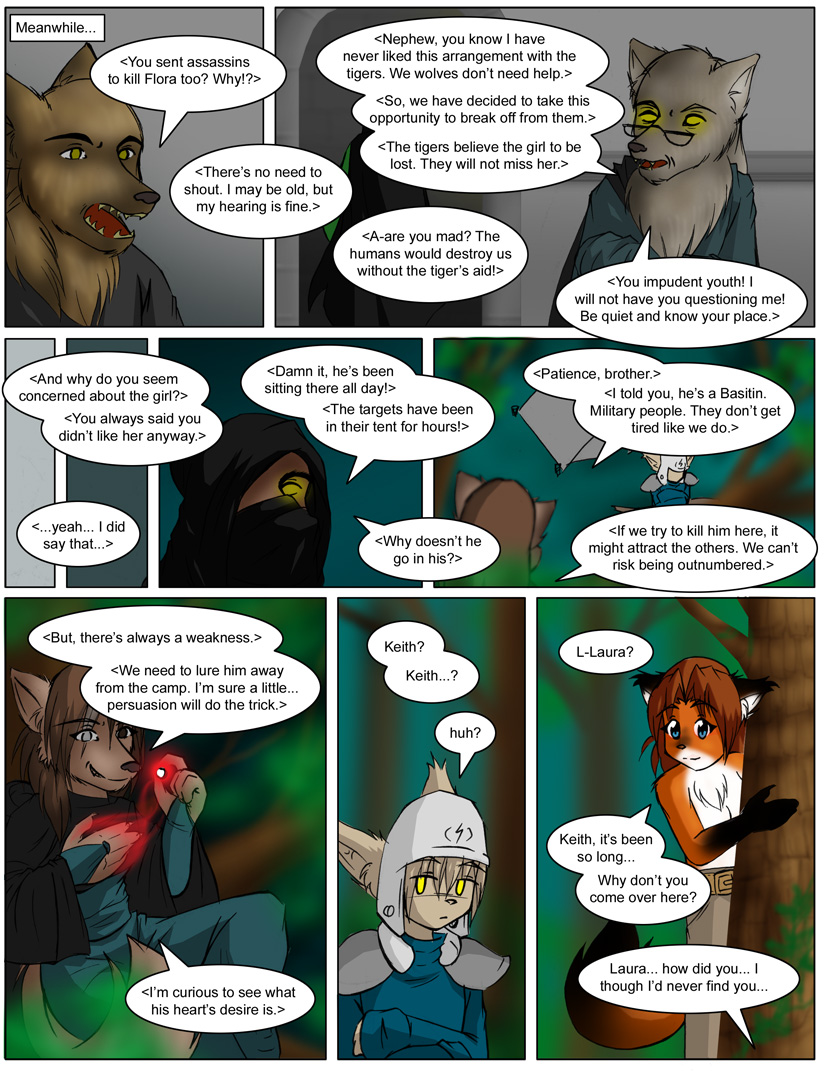 Meanwhile...
<You sent assassins
to kill Flora too? Why!?>
<There's no need to
shout. I may be old, but
my hearing is fine.>
<Nephew, you know I have
never liked this arrangement with the
tigers. We wolves don't need help.>
<So, we have decided to take this
opportunity to break off from them.>
<The tigers believe the girl to be
lost. They will not miss her.>
<A-are you mad? The
humans would destroy us
without the tiger's aid!>
<You impudent youth! I
will not have you questioning me!
Be quiet and know your place.>
<And why do you seem
concerned about the girl?>
<You always said you
didn't like her anyway.>
<...yeah... I did
say that...>
<Damn it, he's been
sitting there all day!>
<The targets have been
in their tent for hours!>
<Why doesn't he
go in his?>
<Patience, brother.>
<I told you, he's a Basitin.
Military people. They don't get
tired like we do.>
<If we try to kill him here, it
might attract the others. We can't
risk being outnumbered.>
<But, there's always a weakness.>
<We need to lure him away
from the camp. I'm sure a little...
persuasion will do the trick.>
<I'm curious to see what
his heart's desire is.>
Keith?
Keith...?
huh?
L-Laura?
Keith, it's been
so long...
Why don't you
come over here?
Laura... how did you... I
though I'd never find you...